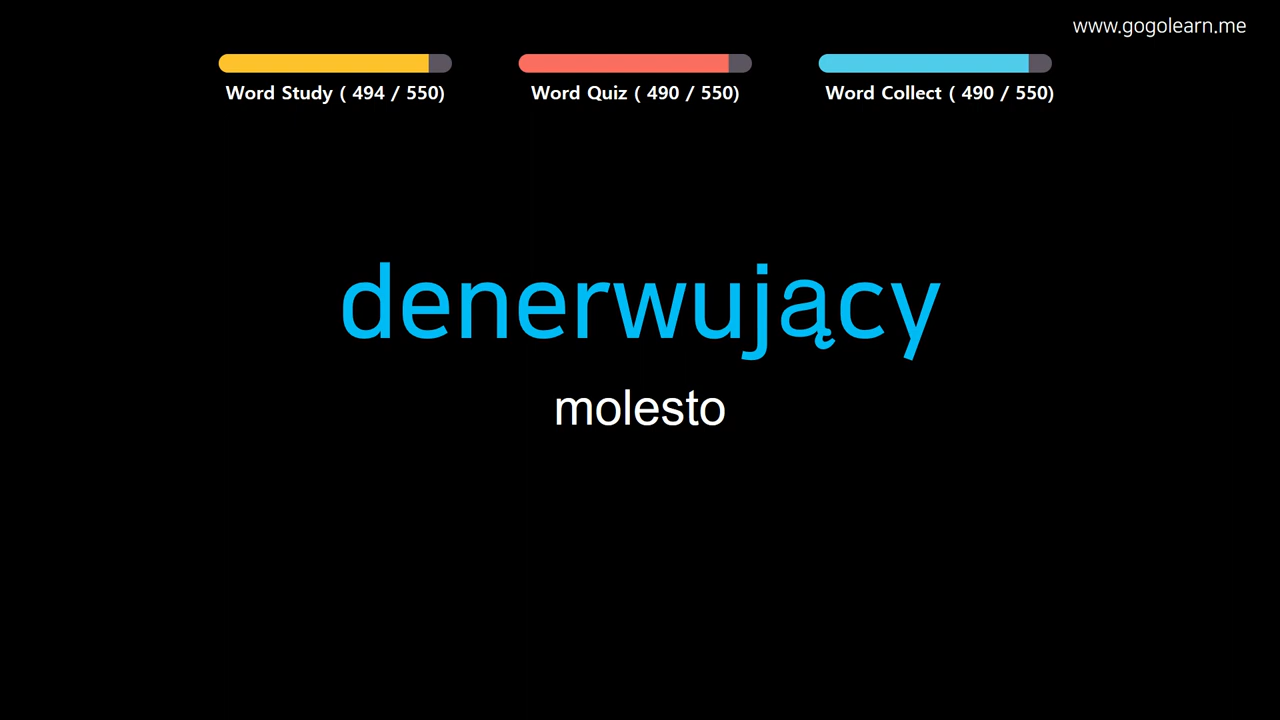 www.gogolearn.me
Word Study ( 494 / 550)
Word Quiz ( 490 / 550)
Word Collect ( 490 / 550)
denerwujący
molesto